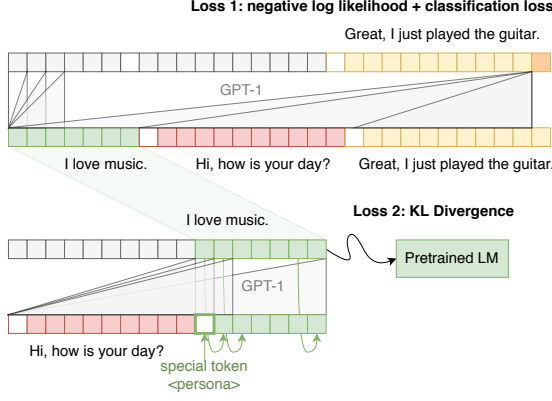 Loss 1: negative log likelihood + classification loss
Great, I just played the guitar.
GPT-1
I love music.
Hi, how is your day?
Great, I just played the guitar.
I love music.
Loss 2: KL Divergence
Pretrained LM
GPT-1
Hi, how is your day?
special token
<persona>